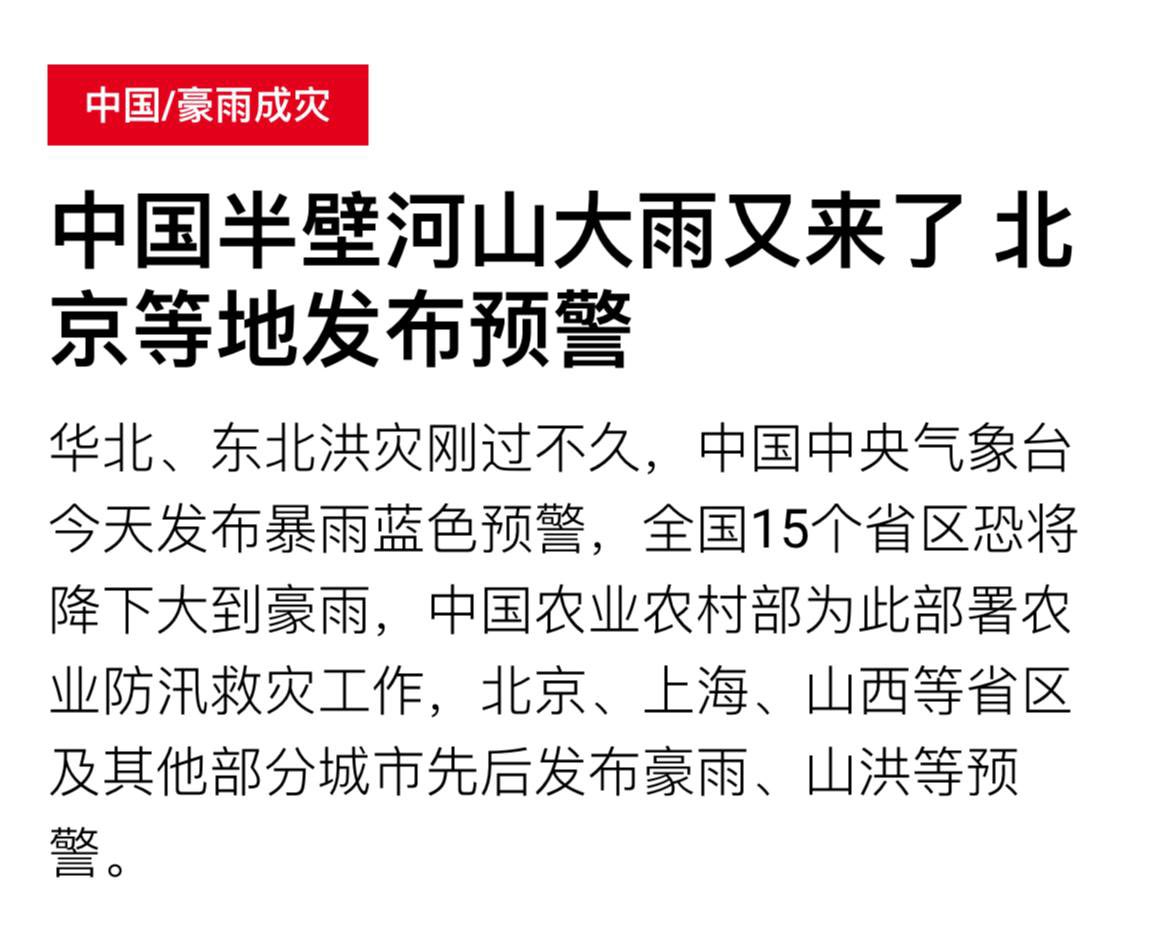 中国/豪雨成灾
中国半壁河山大雨又来了 北
京等地发布预警
华北、东北洪灾刚过不久，中国中央气象台
今天发布暴雨蓝色预警，全国15个省区恐将
降下大到豪雨，中国农业农村部为此部署农
业防汛救灾工作，北京、上海、山西等省区
及其他部分城市先后发布豪雨、山洪等预
警。